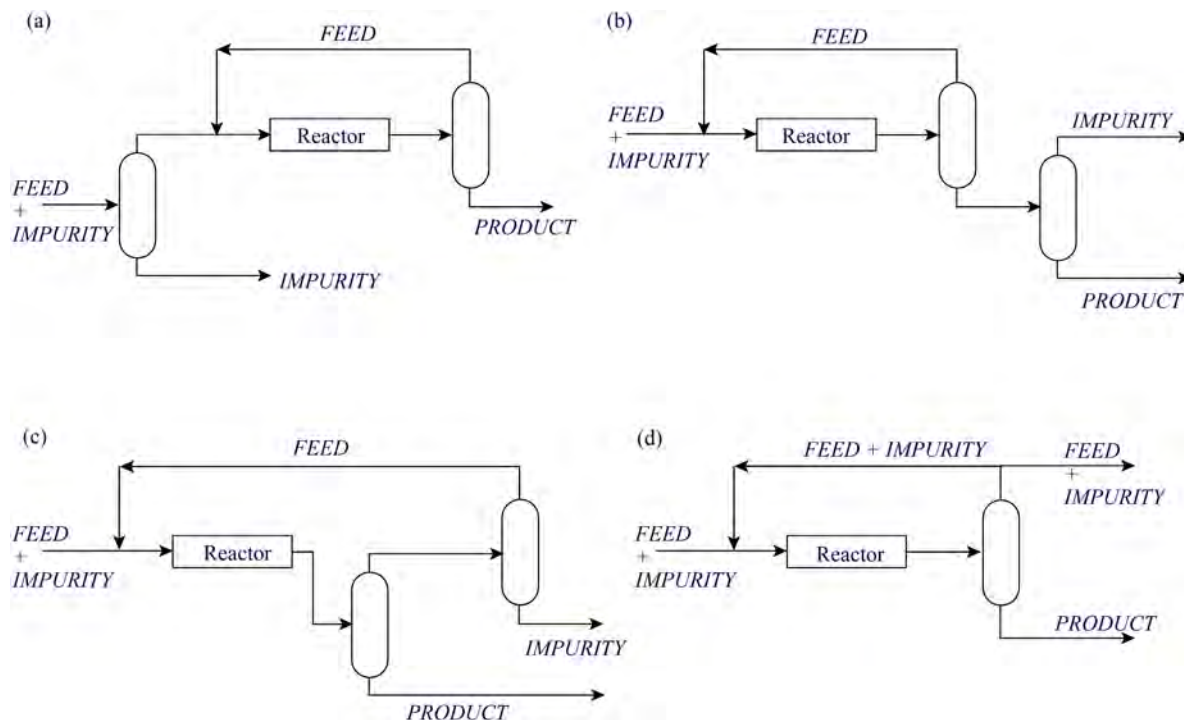 (a)
FEED
Reactor
FEED
+
IMPURITY
PRODUCT
IMPURITY
(b)
FEED
FEED
+
IMPURITY
Reactor
IMPURITY
PRODUCT
(c)
FEED
FEED
+
IMPURITY
Reactor
IMPURITY
PRODUCT
(d)
FEED + IMPURITY
FEED
+
IMPURITY
FEED
+
IMPURITY
Reactor
PRODUCT